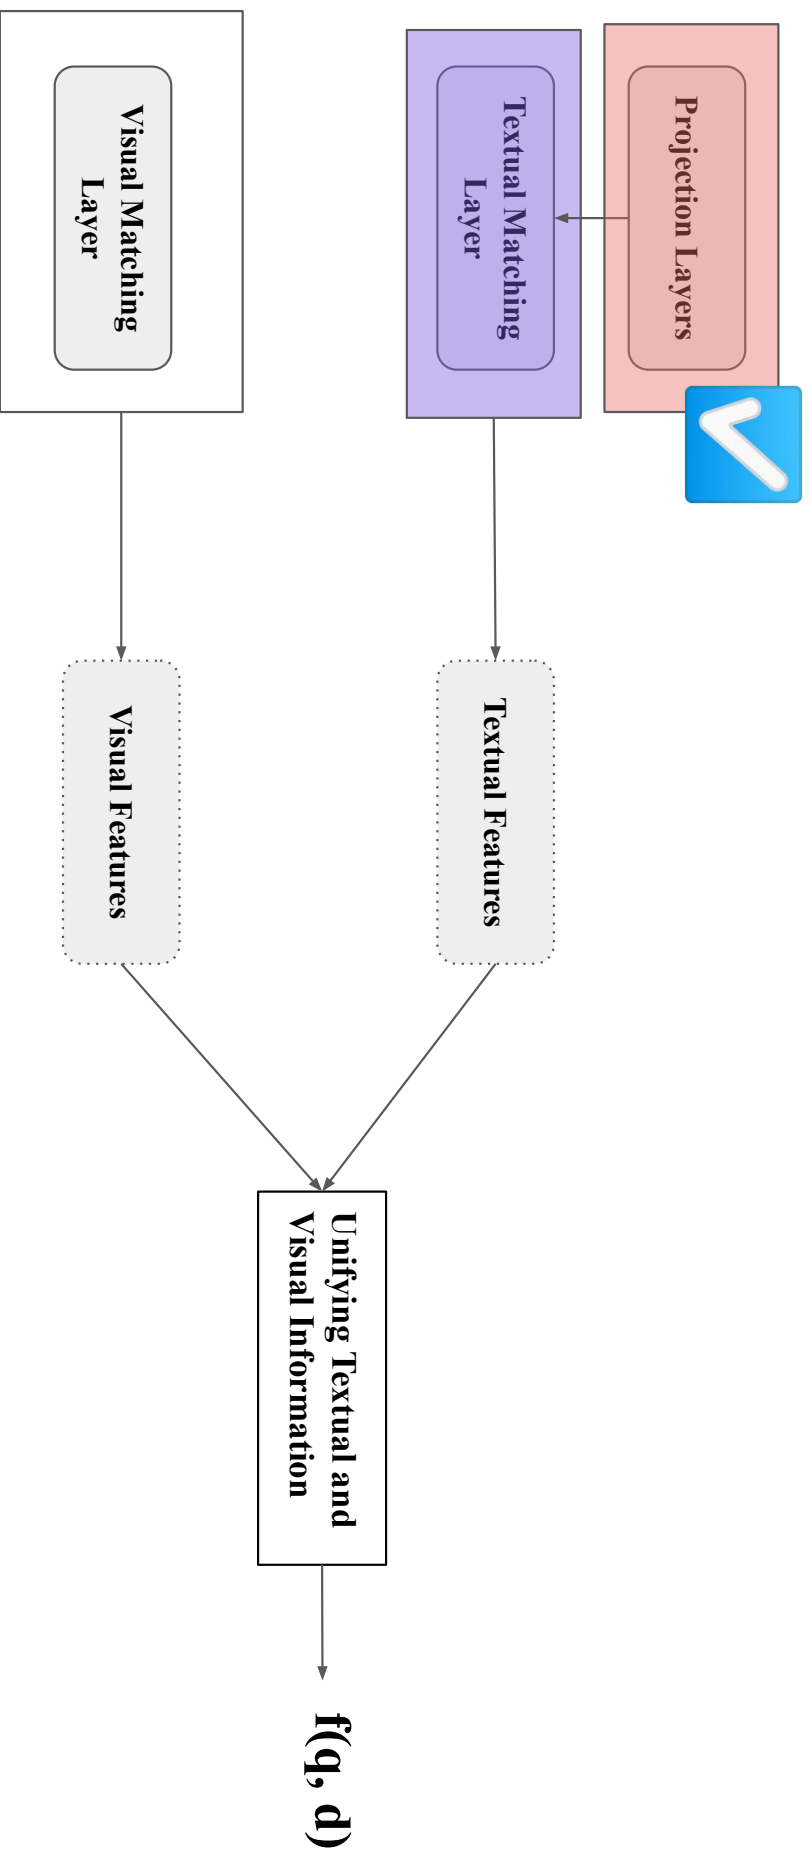 Projection Layers
Textual Matching
Layer
Visual Matching
Layer
Textual Features
Visual Features
Unifying Textual and
Visual Information
f(q, d)